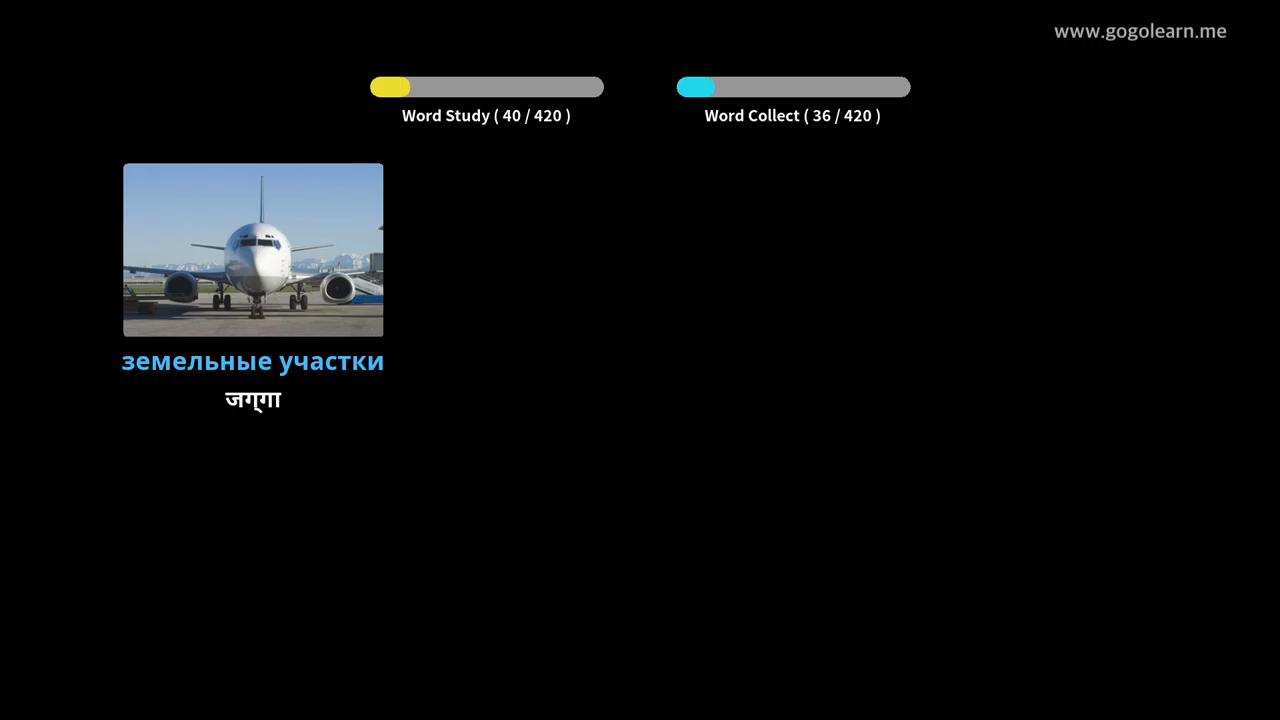 www.gogolearn.me
Word Study ( 40 / 420 )
Word Collect ( 36 / 420 )
земельные участки
जग्गा